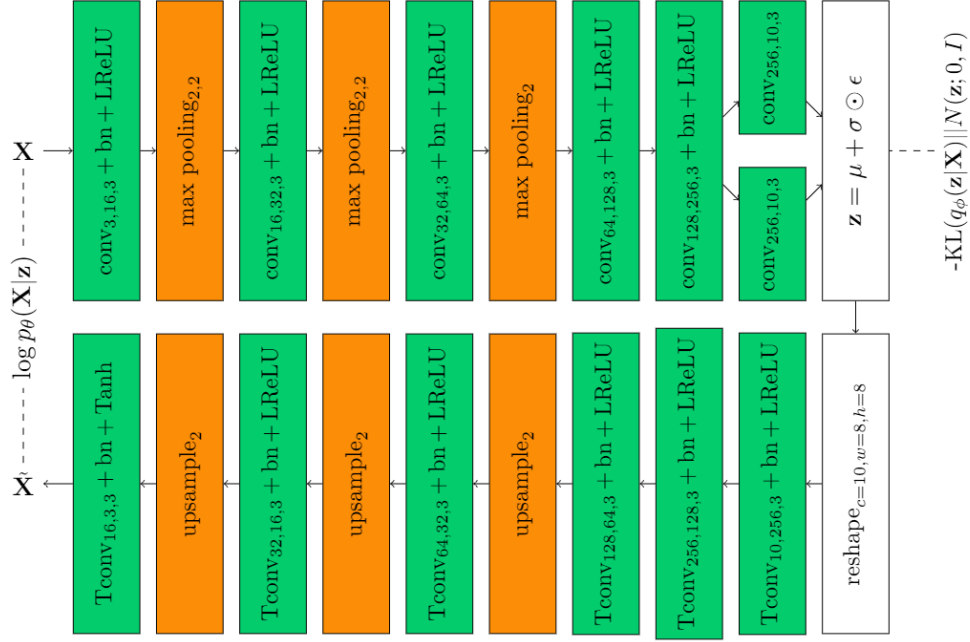 X
conv3,16,3 + bn + LReLU
max pooling2,2
conv16,32,3 + bn + LReLU
max pooling2,2
conv32,64,3 + bn + LReLU
max pooling2
conv64,128,3 + bn + LReLU
conv128,256,3 + bn + LReLU
conv256,10,3
conv256,10,3
z = μ + σ ⊙ ϵ
-KL(qϕ(z|X)||N(z; 0, I)
log pθ(X|z)
X̃
Tconv16,3,3 + bn + Tanh
upsample2
Tconv32,16,3 + bn + LReLU
upsample2
Tconv64,32,3 + bn + LReLU
upsample2
Tconv128,64,3 + bn + LReLU
Tconv256,128,3 + bn + LReLU
Tconv10,256,3 + bn + LReLU
reshapec=10,w=8,h=8